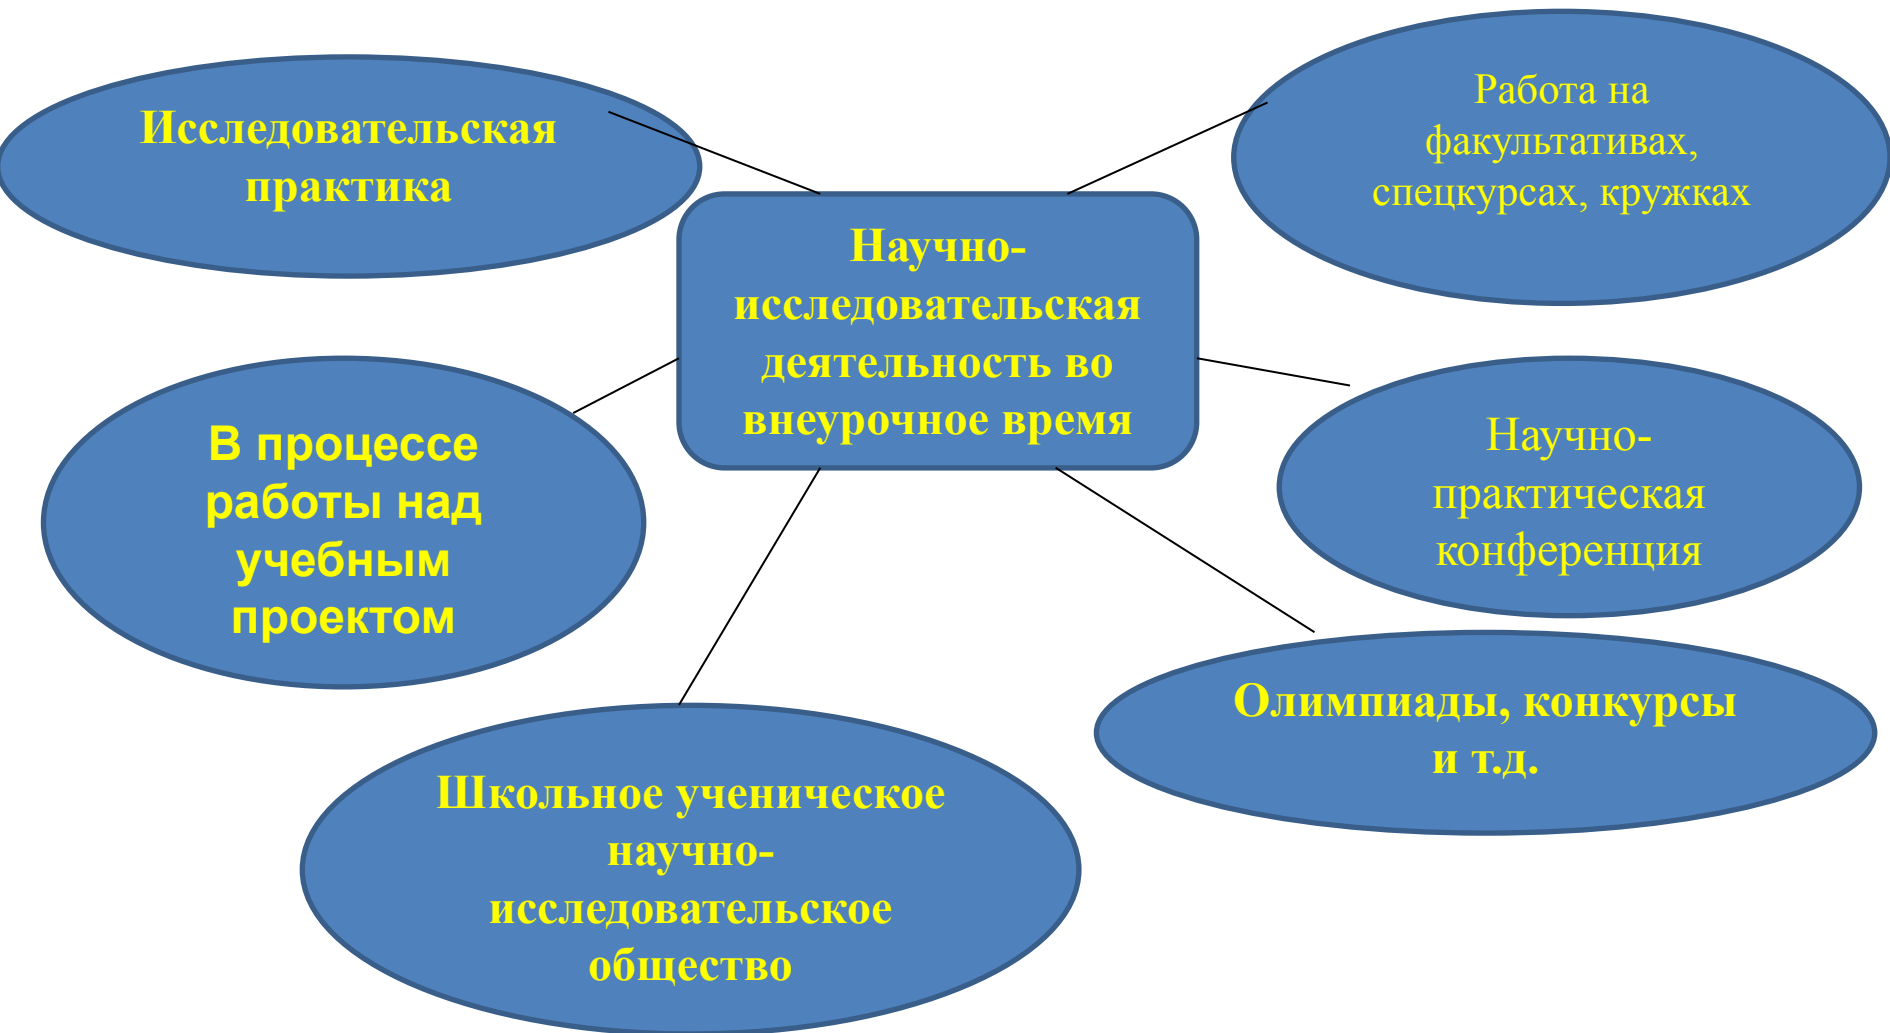 Исследовательская
практика
Работа на
факультативах,
спецкурсах, кружках
Научно-
исследовательская
деятельность во
внеурочное время
В процессе
работы над
учебным
проектом
Научно-
практическая
конференция
Олимпиады, конкурсы
и т.д.
Школьное ученическое
научно-
исследовательское
общество